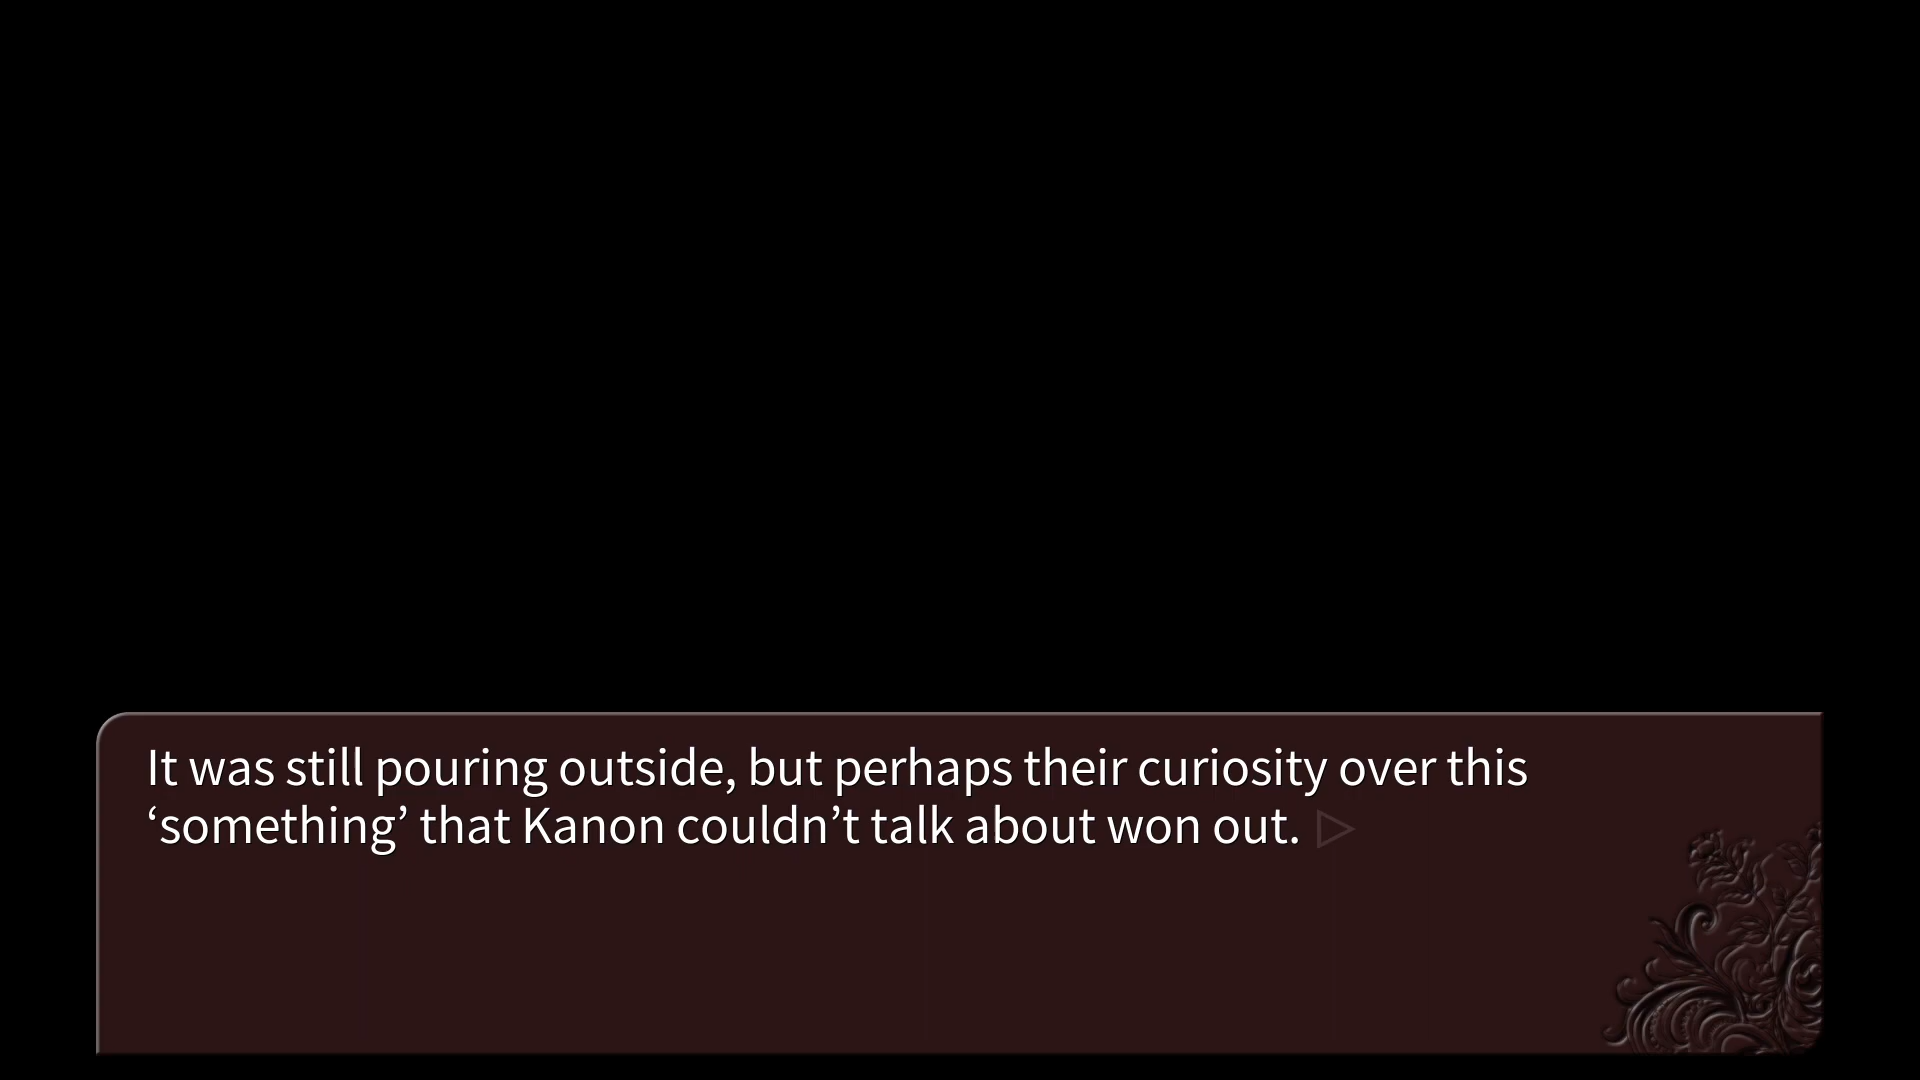 It was still pouring outside, but perhaps their curiosity over this
‘something’ that Kanon couldn’t talk about won out.